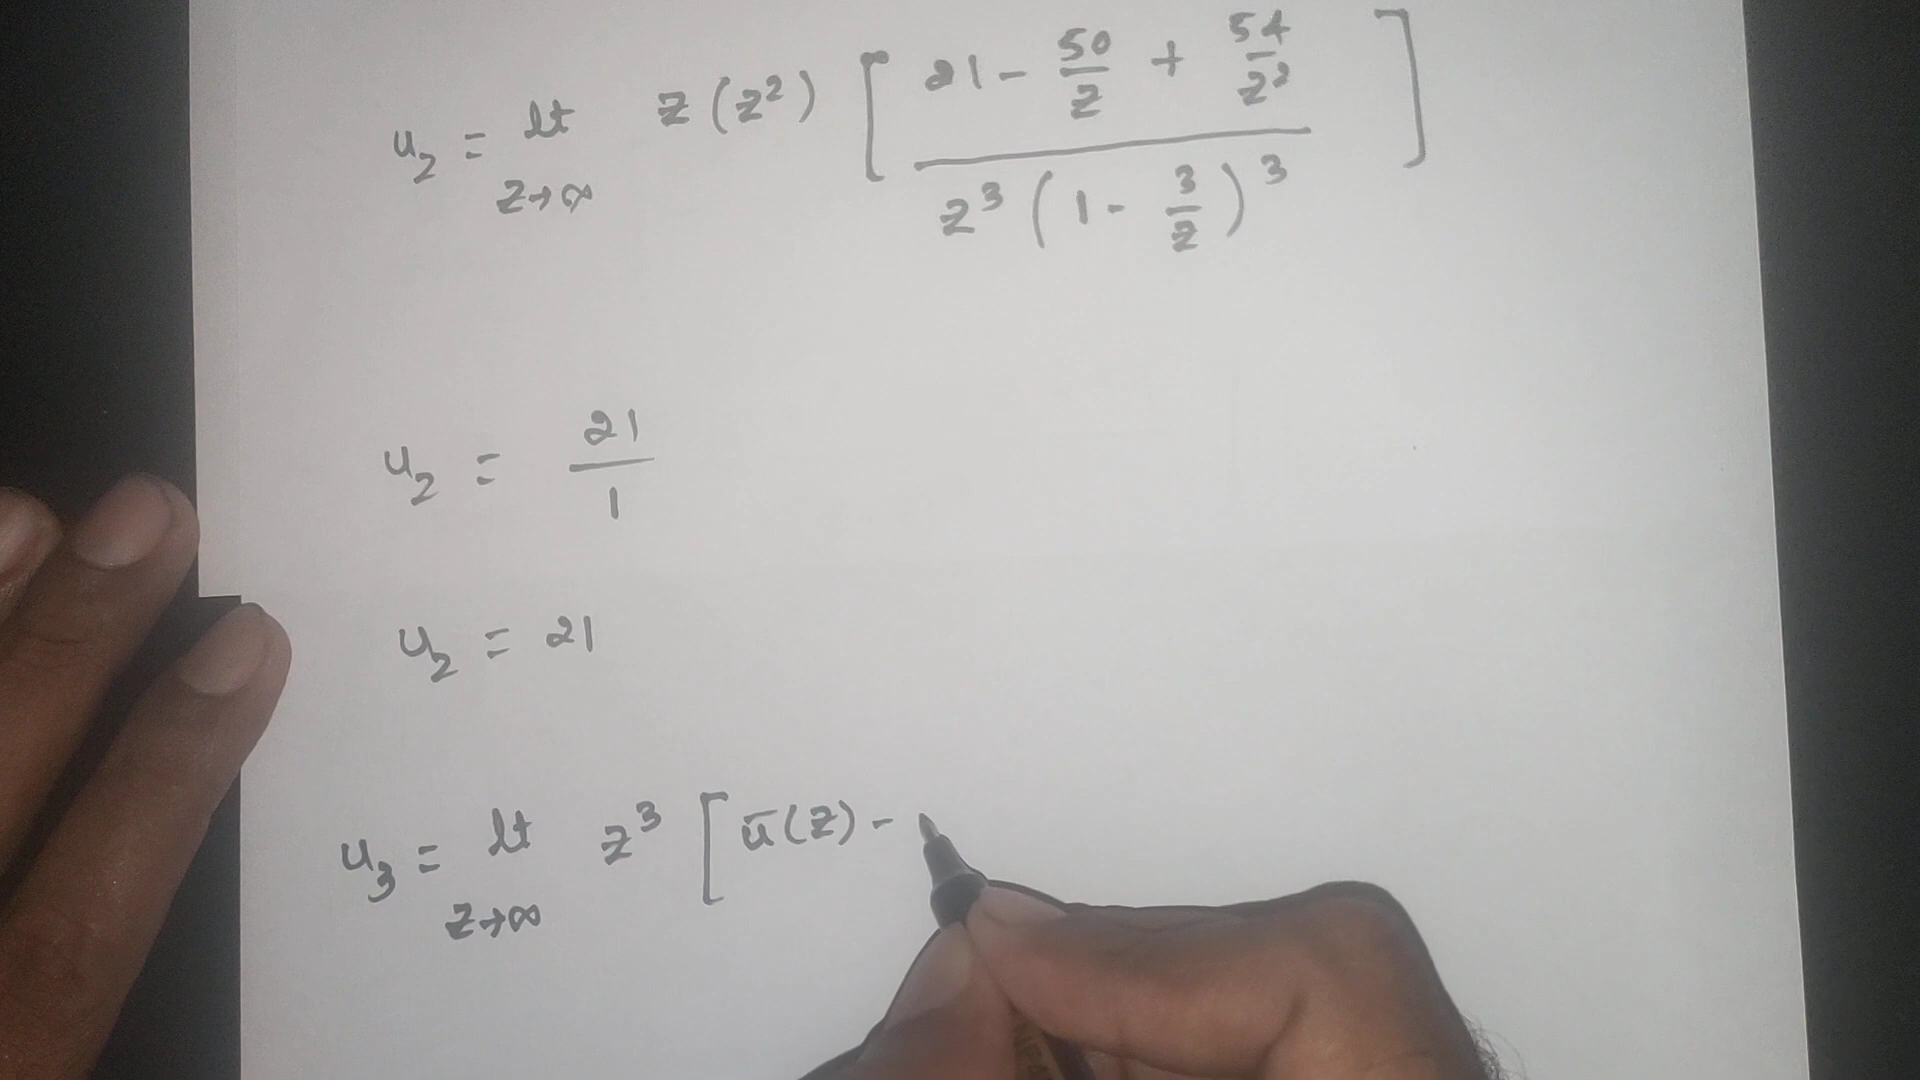 u₂ = lt z→∞ z(z²) [ (21 - 50/z + 54/z²) / (z³(1 - 3/z)³) ]
u₂ = 21/1
u₂ = 21
u₃ = lt z→∞ z³ [ ū(z) -